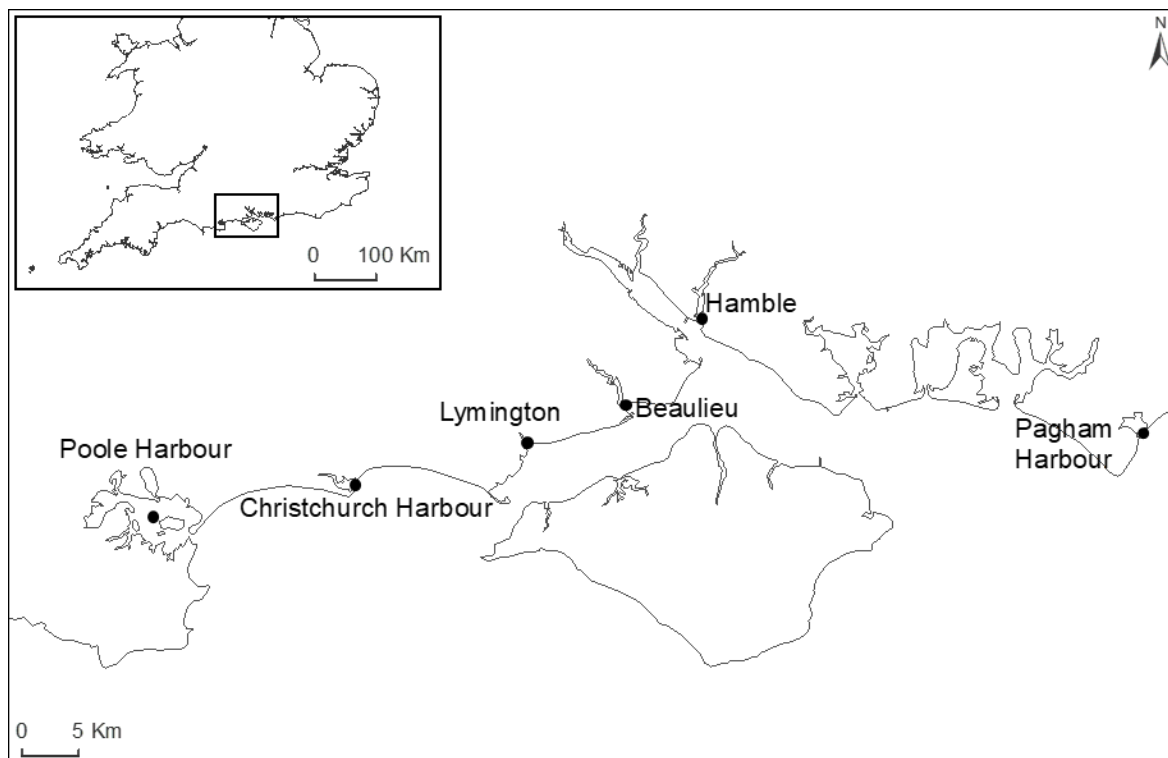 N
0 100 Km
Hamble
Lymington
Beaulieu
Poole Harbour
Christchurch Harbour
Pagham
Harbour
0 5 Km